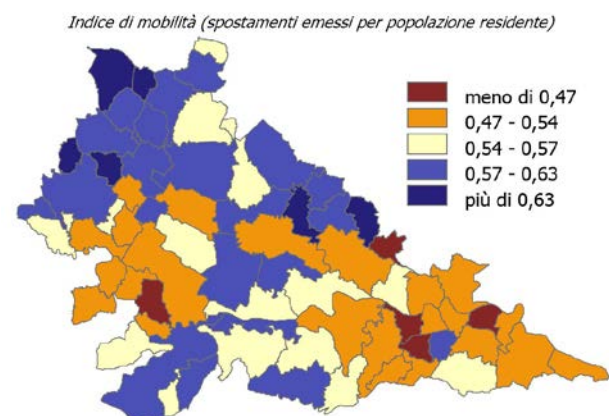 Indice di mobilità (spostamenti emessi per popolazione residente)
meno di 0,47
0,47 - 0,54
0,54 - 0,57
0,57 - 0,63
più di 0,63